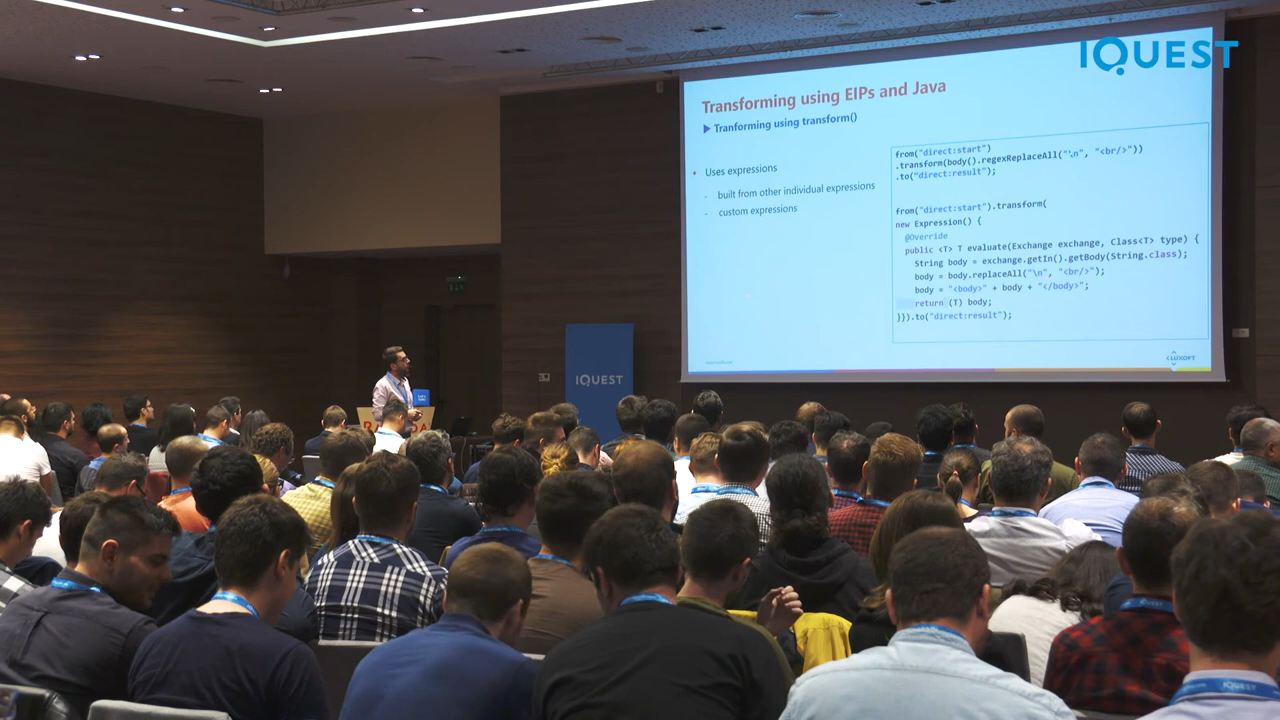 IQUEST
Transforming using EIPs and Java
Tranforming using transform()
Uses expressions
- built from other individual expressions
- custom expressions
from("direct:start")
.transform(body().regexReplaceAll("\n", "<br/>"))
.to("direct:result");
from("direct:start").transform(
new Expression() {
@Override
public <T> T evaluate(Exchange exchange, Class<T> type) {
String body = exchange.getIn().getBody(String.class);
body = body.replaceAll("\n", "<br/>");
body = "<body>" + body + "</body>";
return (T) body;
}}).to("direct:result");
LUXOFT
IQUEST
IQUEST